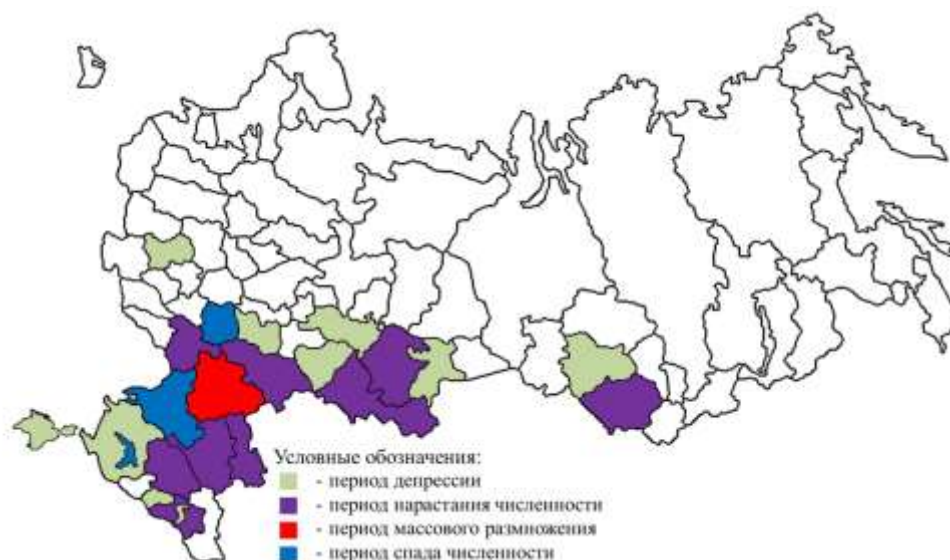 Условные обозначения:
- период депрессии
- период нарастания численности
- период массового размножения
- период спада численности